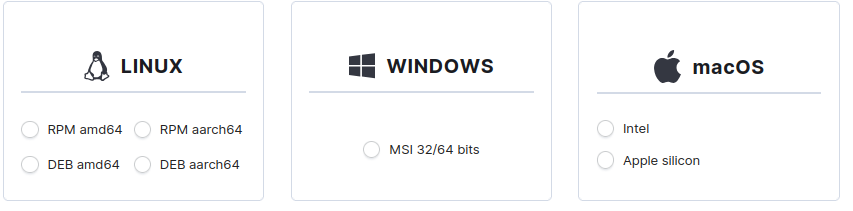 LINUX
RPM amd64
RPM aarch64
DEB amd64
DEB aarch64
WINDOWS
MSI 32/64 bits
macOS
Intel
Apple silicon